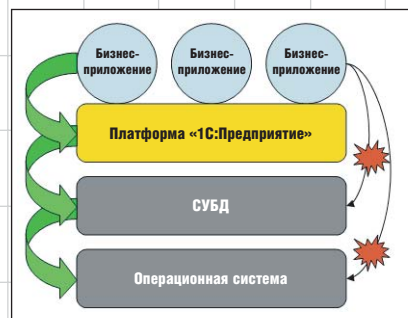 Бизнес-
приложение
Бизнес-
приложение
Бизнес-
приложение
Платформа «1С:Предприятие»
СУБД
Операционная система